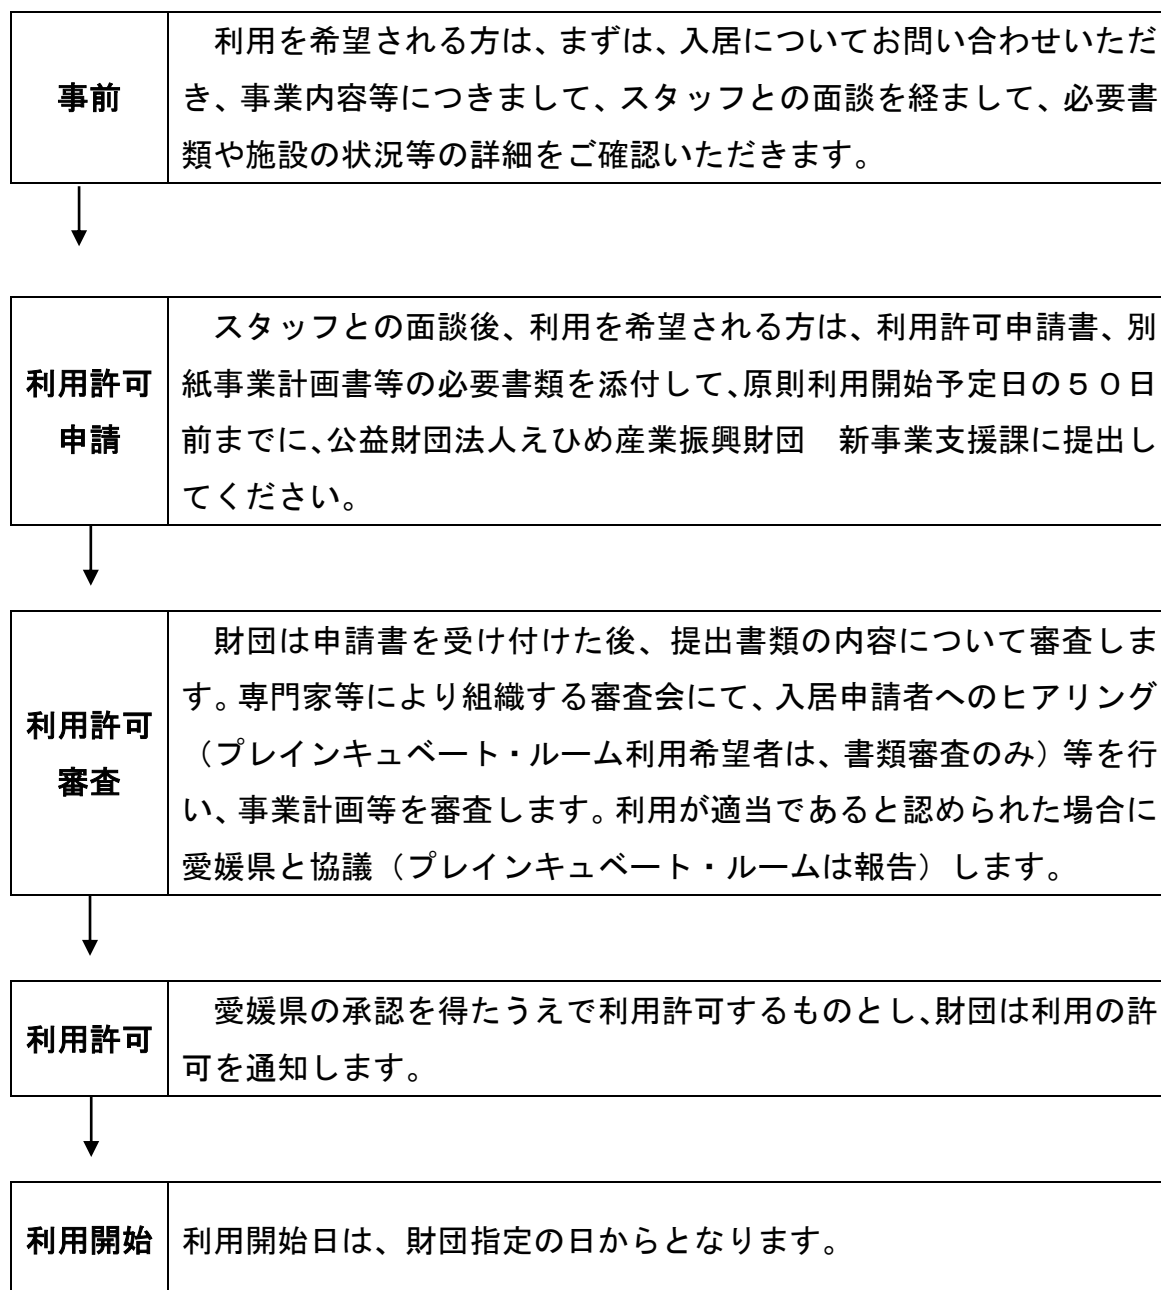 事前
利用を希望される方は、まずは、入居についてお問い合わせいただ
き、事業内容等につきまして、スタッフとの面談を経まして、必要書
類や施設の状況等の詳細をご確認いただきます。
利用許可
申請
スタッフとの面談後、利用を希望される方は、利用許可申請書、別
紙事業計画書等の必要書類を添付して、原則利用開始予定日の５０日
前までに、公益財団法人えひめ産業振興財団　新事業支援課に提出し
てください。
利用許可
審査
財団は申請書を受け付けた後、提出書類の内容について審査しま
す。専門家等により組織する審査会にて、入居申請者へのヒアリング
（プレインキュベート・ルーム利用希望者は、書類審査のみ）等を行
い、事業計画等を審査します。利用が適当であると認められた場合に
愛媛県と協議（プレインキュベート・ルームは報告）します。
利用許可
愛媛県の承認を得たうえで利用許可するものとし、財団は利用の許
可を通知します。
利用開始
利用開始日は、財団指定の日からとなります。